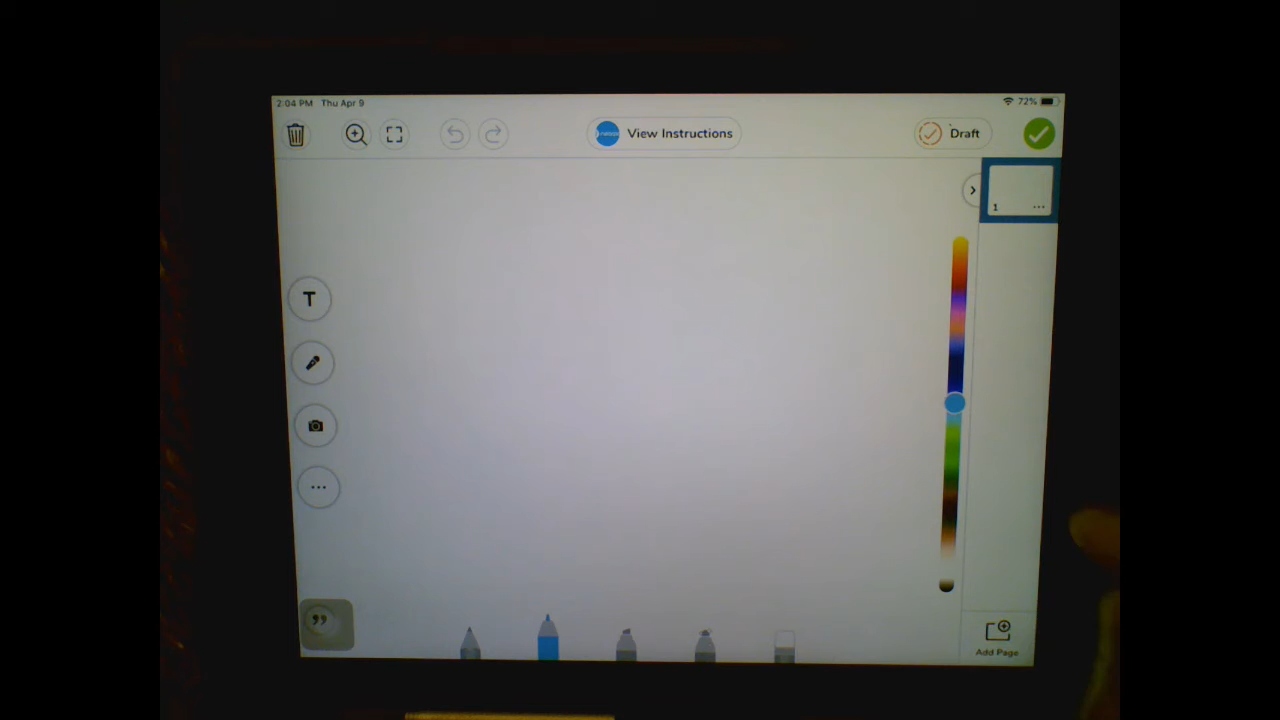 2:04 PM Thu Apr 9
72%
View Instructions
Draft
1
T
Add Page